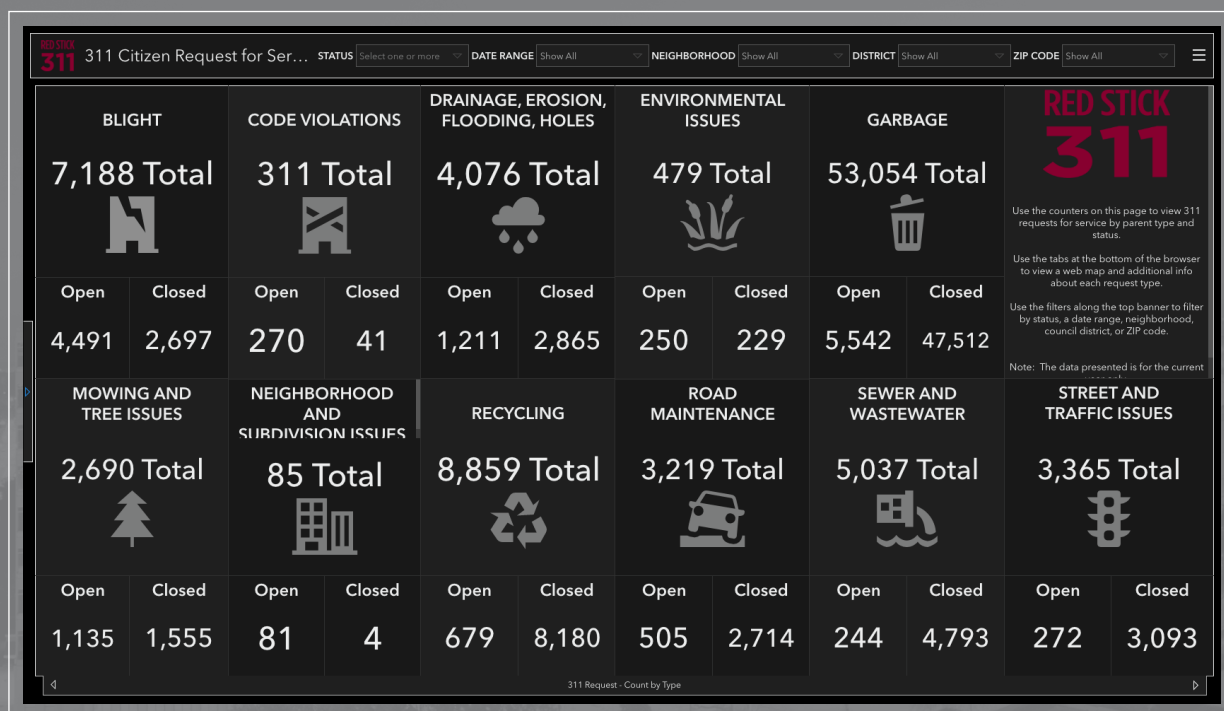 RED STICK
311
311 Citizen Request for Ser...
STATUS Select one or more
DATE RANGE Show All
NEIGHBORHOOD Show All
DISTRICT Show All
ZIP CODE Show All
BLIGHT
7,188 Total
Open Closed
4,491 2,697
CODE VIOLATIONS
311 Total
Open Closed
270 41
DRAINAGE, EROSION,
FLOODING, HOLES
4,076 Total
Open Closed
1,211 2,865
ENVIRONMENTAL
ISSUES
479 Total
Open Closed
250 229
GARBAGE
53,054 Total
Open Closed
5,542 47,512
RED STICK
311
Use the counters on this page to view 311
requests for service by parent type and
status.
Use the tabs at the bottom of the browser
to view a web map and additional info
about each request type.
Use the filters along the top banner to filter
by status, a date range, neighborhood,
council district, or ZIP code.
Note: The data presented is for the current
MOWING AND
TREE ISSUES
2,690 Total
Open Closed
1,135 1,555
NEIGHBORHOOD
AND
SUBDIVISION ISSUES
85 Total
Open Closed
81 4
RECYCLING
8,859 Total
Open Closed
679 8,180
ROAD
MAINTENANCE
3,219 Total
Open Closed
505 2,714
SEWER AND
WASTEWATER
5,037 Total
Open Closed
244 4,793
STREET AND
TRAFFIC ISSUES
3,365 Total
Open Closed
272 3,093
311 Request - Count by Type